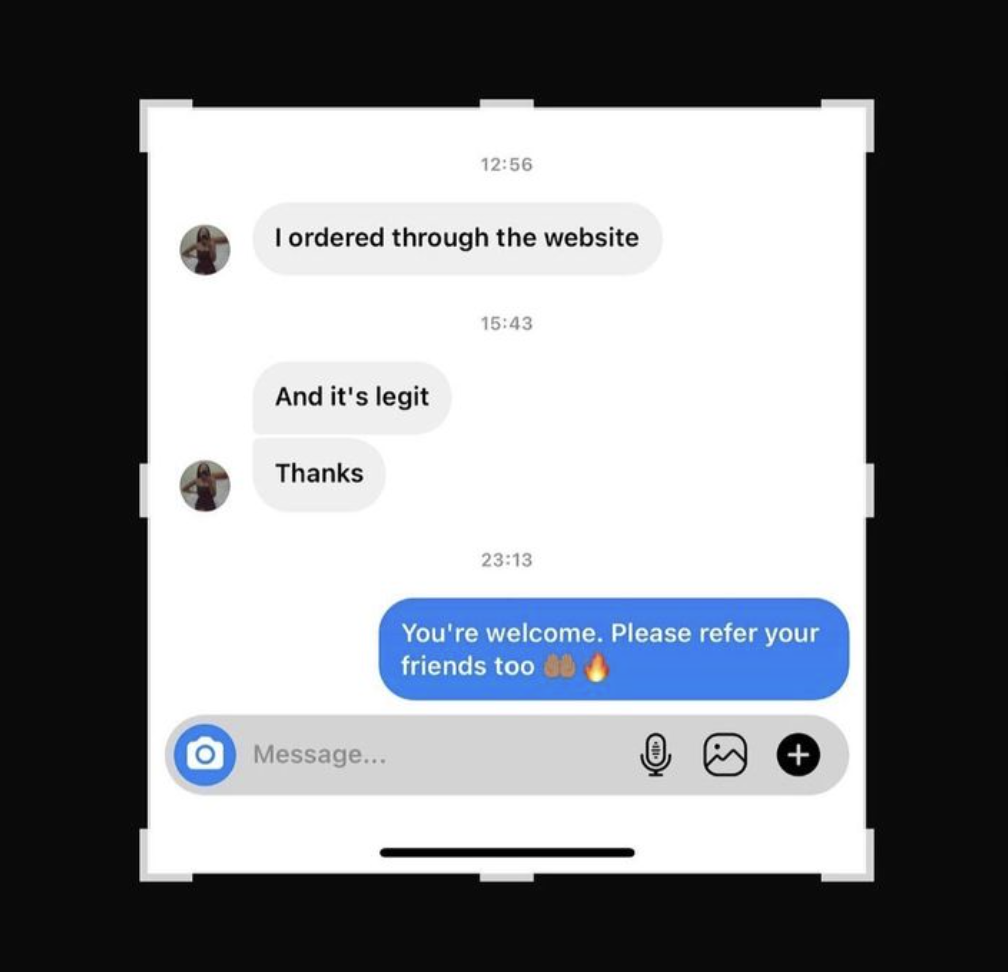 12:56
I ordered through the website
15:43
And it's legit
Thanks
23:13
You're welcome. Please refer your
friends too 🤲🏾 🔥
Message...